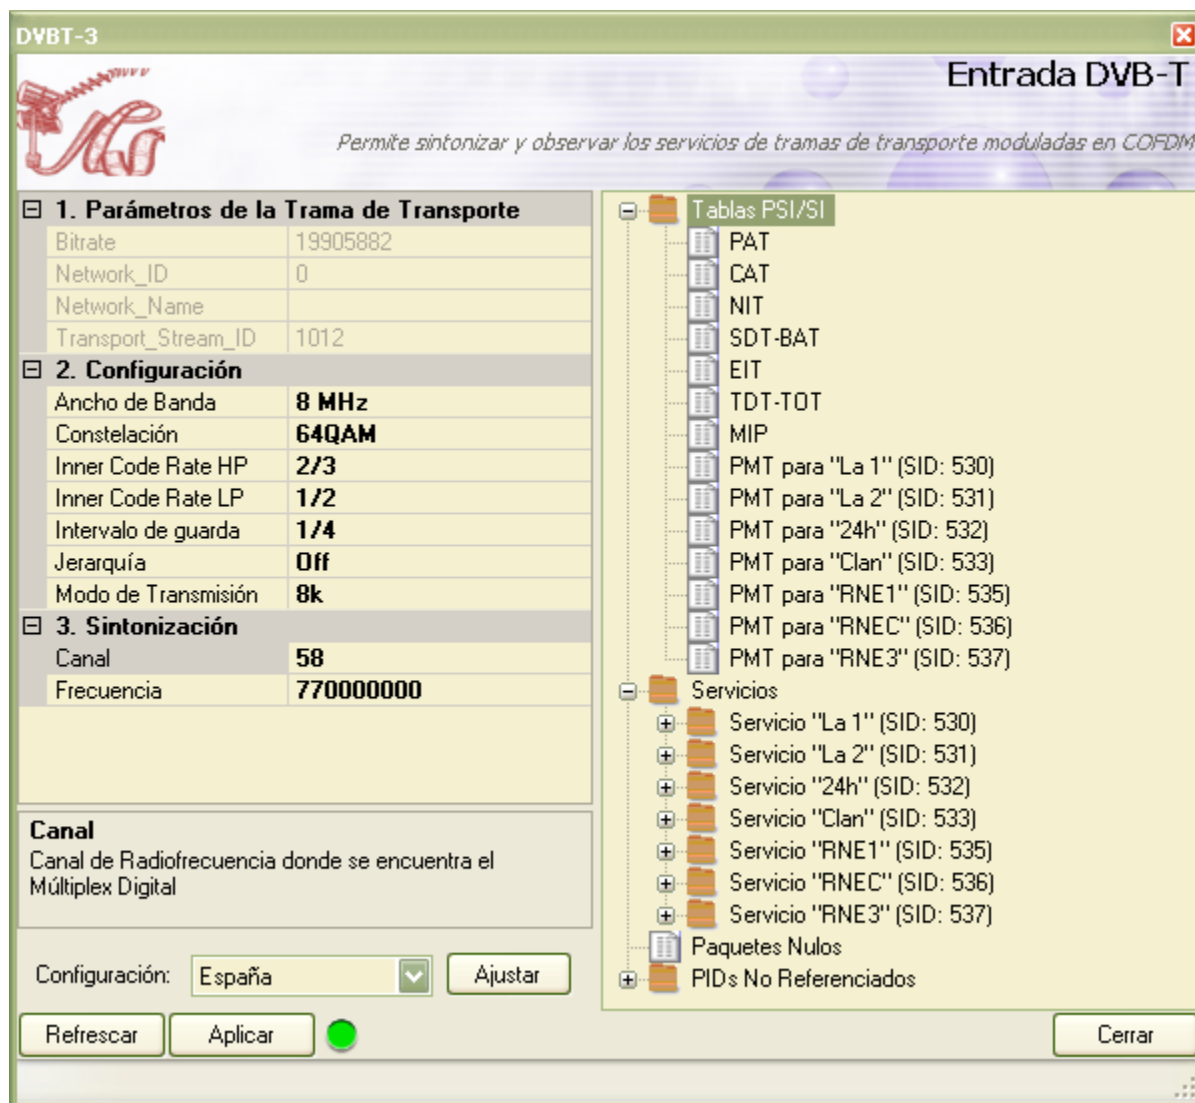 DVBT-3
Entrada DVB-T
Permite sintonizar y observar los servicios de tramas de transporte moduladas en COFDM
1. Parámetros de la Trama de Transporte
Bitrate 19905882
Network_ID 0
Network_Name
Transport_Stream_ID 1012
2. Configuración
Ancho de Banda 8 MHz
Constelación 64QAM
Inner Code Rate HP 2/3
Inner Code Rate LP 1/2
Intervalo de guarda 1/4
Jerarquía Off
Modo de Transmisión 8k
3. Sintonización
Canal 58
Frecuencia 770000000
Canal
Canal de Radiofrecuencia donde se encuentra el
Múltiplex Digital
Configuración: España Ajustar
Refrescar Aplicar
Tablas PSI/SI
PAT
CAT
NIT
SDT-BAT
EIT
TDT-TOT
MIP
PMT para "La 1" (SID: 530)
PMT para "La 2" (SID: 531)
PMT para "24h" (SID: 532)
PMT para "Clan" (SID: 533)
PMT para "RNE1" (SID: 535)
PMT para "RNEC" (SID: 536)
PMT para "RNE3" (SID: 537)
Servicios
Servicio "La 1" (SID: 530)
Servicio "La 2" (SID: 531)
Servicio "24h" (SID: 532)
Servicio "Clan" (SID: 533)
Servicio "RNE1" (SID: 535)
Servicio "RNEC" (SID: 536)
Servicio "RNE3" (SID: 537)
Paquetes Nulos
PIDs No Referenciados
Cerrar